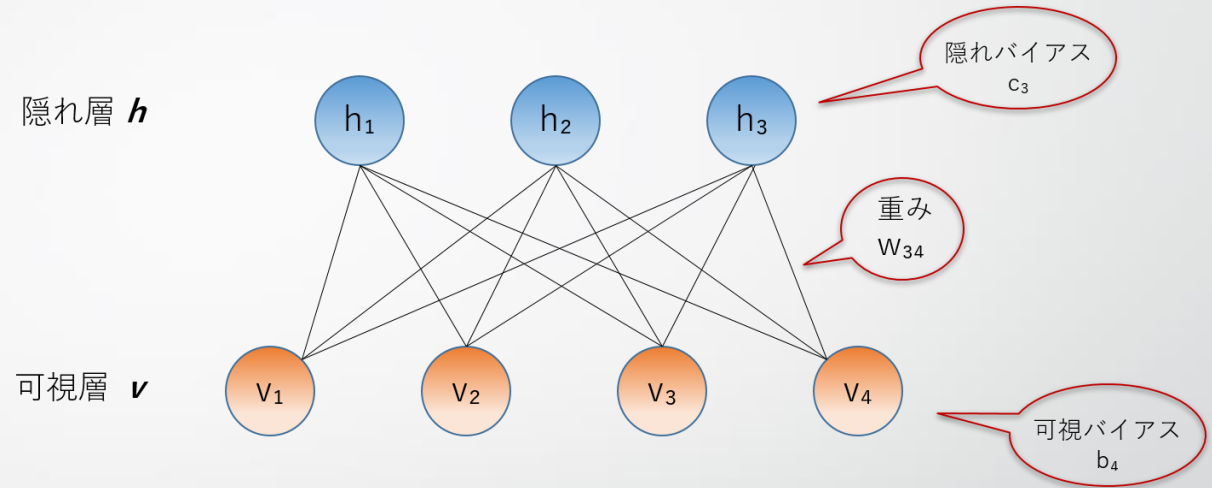 隠れバイアス
c₃
隠れ層 h
h₁ h₂ h₃
重み
W₃₄
可視層 v
v₁ v₂ v₃ v₄
可視バイアス
b₄